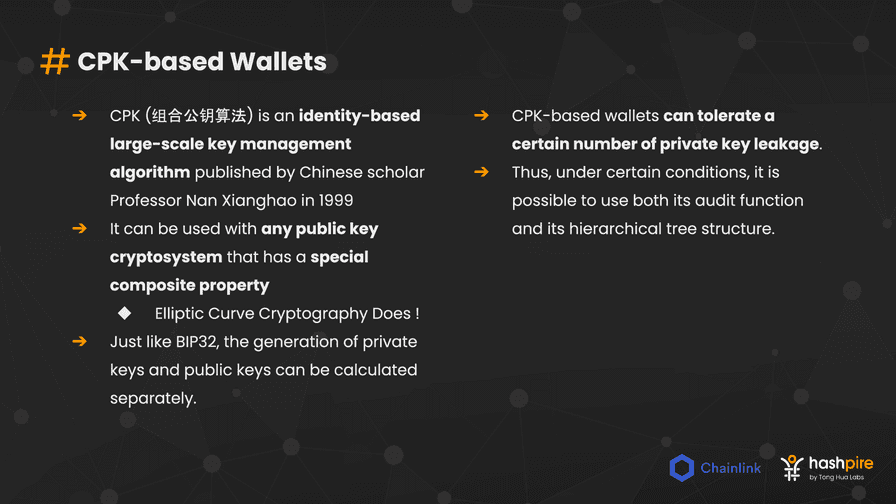 # CPK-based Wallets
➔ CPK (组合公钥算法) is an identity-based
large-scale key management
algorithm published by Chinese scholar
Professor Nan Xianghao in 1999
➔ It can be used with any public key
cryptosystem that has a special
composite property
◆ Elliptic Curve Cryptography Does !
➔ Just like BIP32, the generation of private
keys and public keys can be calculated
separately.
➔ CPK-based wallets can tolerate a
certain number of private key leakage.
➔ Thus, under certain conditions, it is
possible to use both its audit function
and its hierarchical tree structure.
Chainlink
hashpire
by Tong Hua Labs